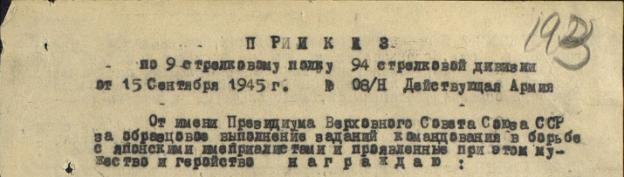 193
П Р И К А З
по 9 стрелковому полку 94 стрелковой дивизии
от 15 Сентября 1945 г. № 08/Н Действующая Армия
От имени Президиума Верховного Совета Союза ССР
за образцовое выполнение заданий командования в борьбе
с японскими империалистами и проявленные при этом му-
жество и геройство н а г р а ж д а ю :